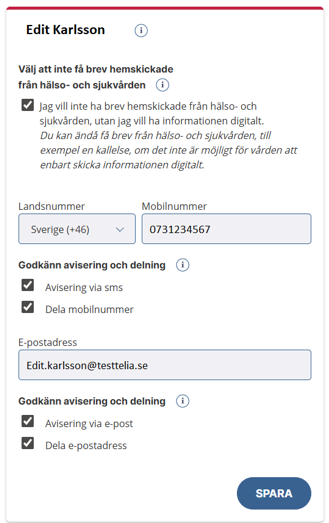 Edit Karlsson
Välj att inte få brev hemskickade
från hälso- och sjukvården
Jag vill inte ha brev hemskickade från hälso- och
sjukvården, utan jag vill ha informationen digitalt.
Du kan ändå få brev från hälso- och sjukvården, till
exempel en kallelse, om det inte är möjligt för vården att
enbart skicka informationen digitalt.
Landsnummer Mobilnummer
Sverige (+46) 0731234567
Godkänn avisering och delning
Avisering via sms
Dela mobilnummer
E-postadress
Edit.karlsson@testtelia.se
Godkänn avisering och delning
Avisering via e-post
Dela e-postadress
SPARA